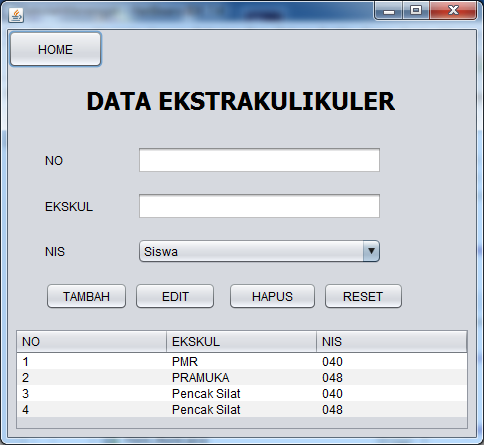 HOME
DATA EKSTRAKULIKULER
NO
EKSKUL
NIS Siswa
TAMBAH EDIT HAPUS RESET
NO EKSKUL NIS
1 PMR 040
2 PRAMUKA 048
3 Pencak Silat 040
4 Pencak Silat 048